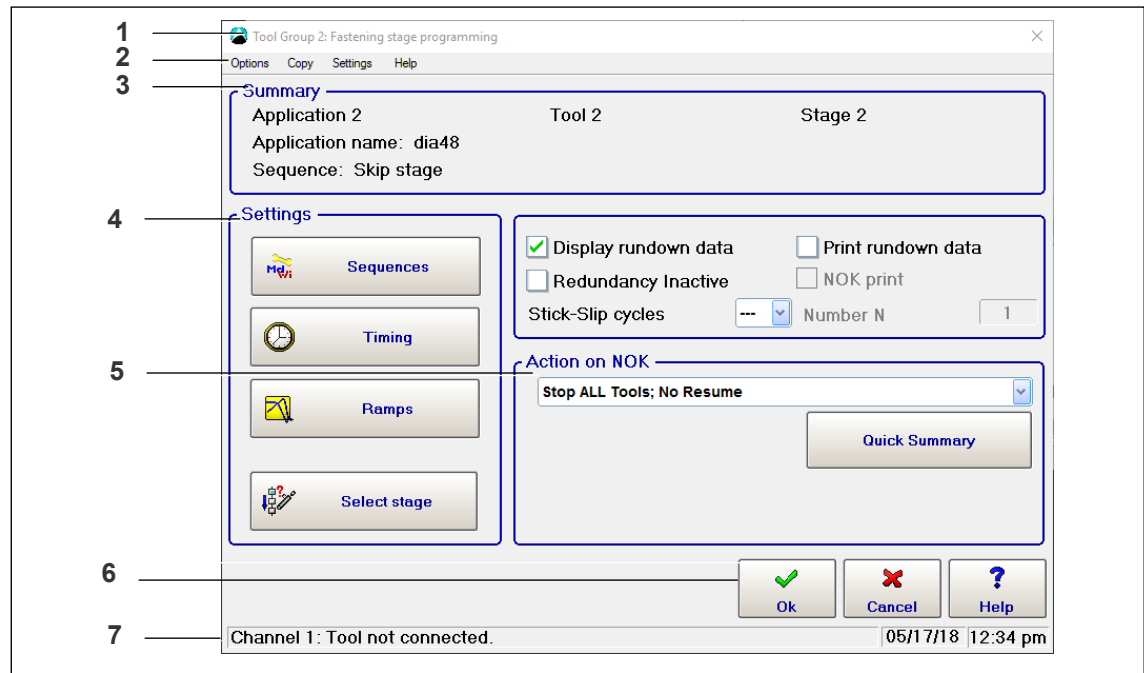 1
Tool Group 2: Fastening stage programming
2
Options Copy Settings Help
3
Summary
Application 2 Tool 2 Stage 2
Application name: dia48
Sequence: Skip stage
4
Settings
Sequences
Timing
Ramps
Select stage
Display rundown data Print rundown data
Redundancy Inactive NOK print
Stick-Slip cycles --- Number N 1
5
Action on NOK
Stop ALL Tools; No Resume
Quick Summary
6
Ok Cancel Help
7
Channel 1: Tool not connected. 05/17/18 12:34 pm